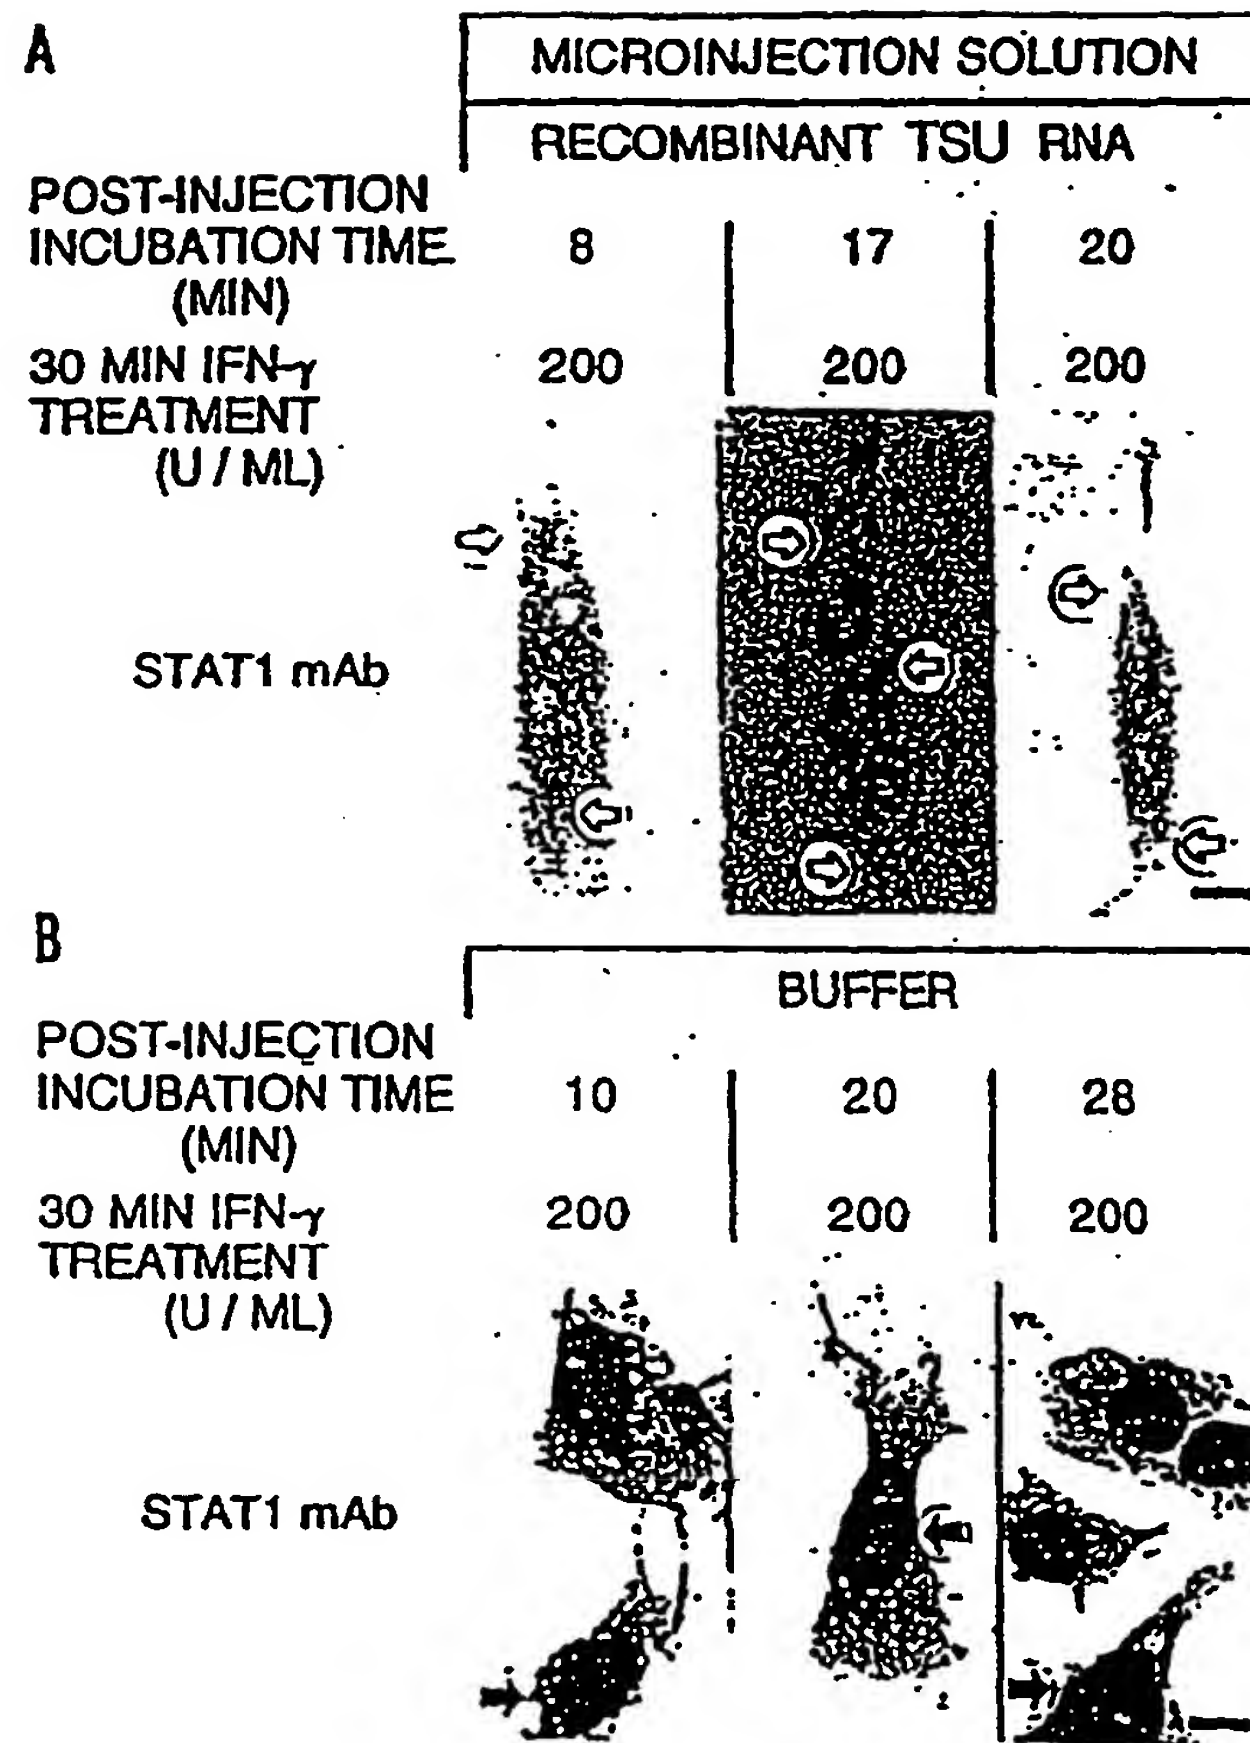 A
MICROINJECTION SOLUTION
RECOMBINANT TSU RNA
POST-INJECTION
INCUBATION TIME 8 17 20
(MIN)
30 MIN IFN-γ 200 200 200
TREATMENT
(U / ML)
STAT1 mAb
B
BUFFER
POST-INJECTION
INCUBATION TIME 10 20 28
(MIN)
30 MIN IFN-γ 200 200 200
TREATMENT
(U / ML)
STAT1 mAb